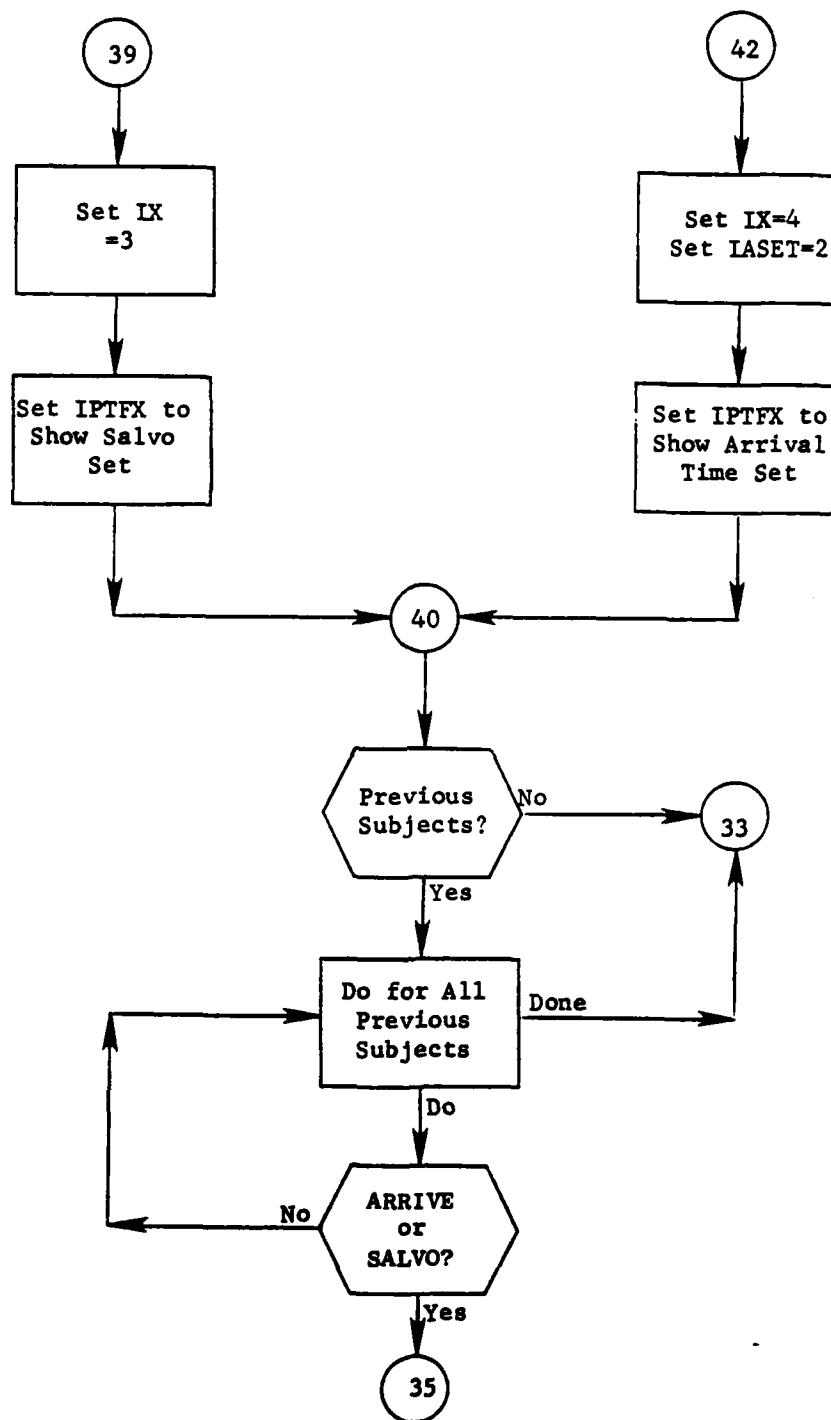 39
42
Set IX
=3
Set IX=4
Set IASET=2
Set IPTFX to
Show Salvo
Set
Set IPTFX to
Show Arrival
Time Set
40
Previous
Subjects?
No
33
Yes
Do for All
Previous
Subjects
Done
Do
ARRIVE
or
SALVO?
No
Yes
35